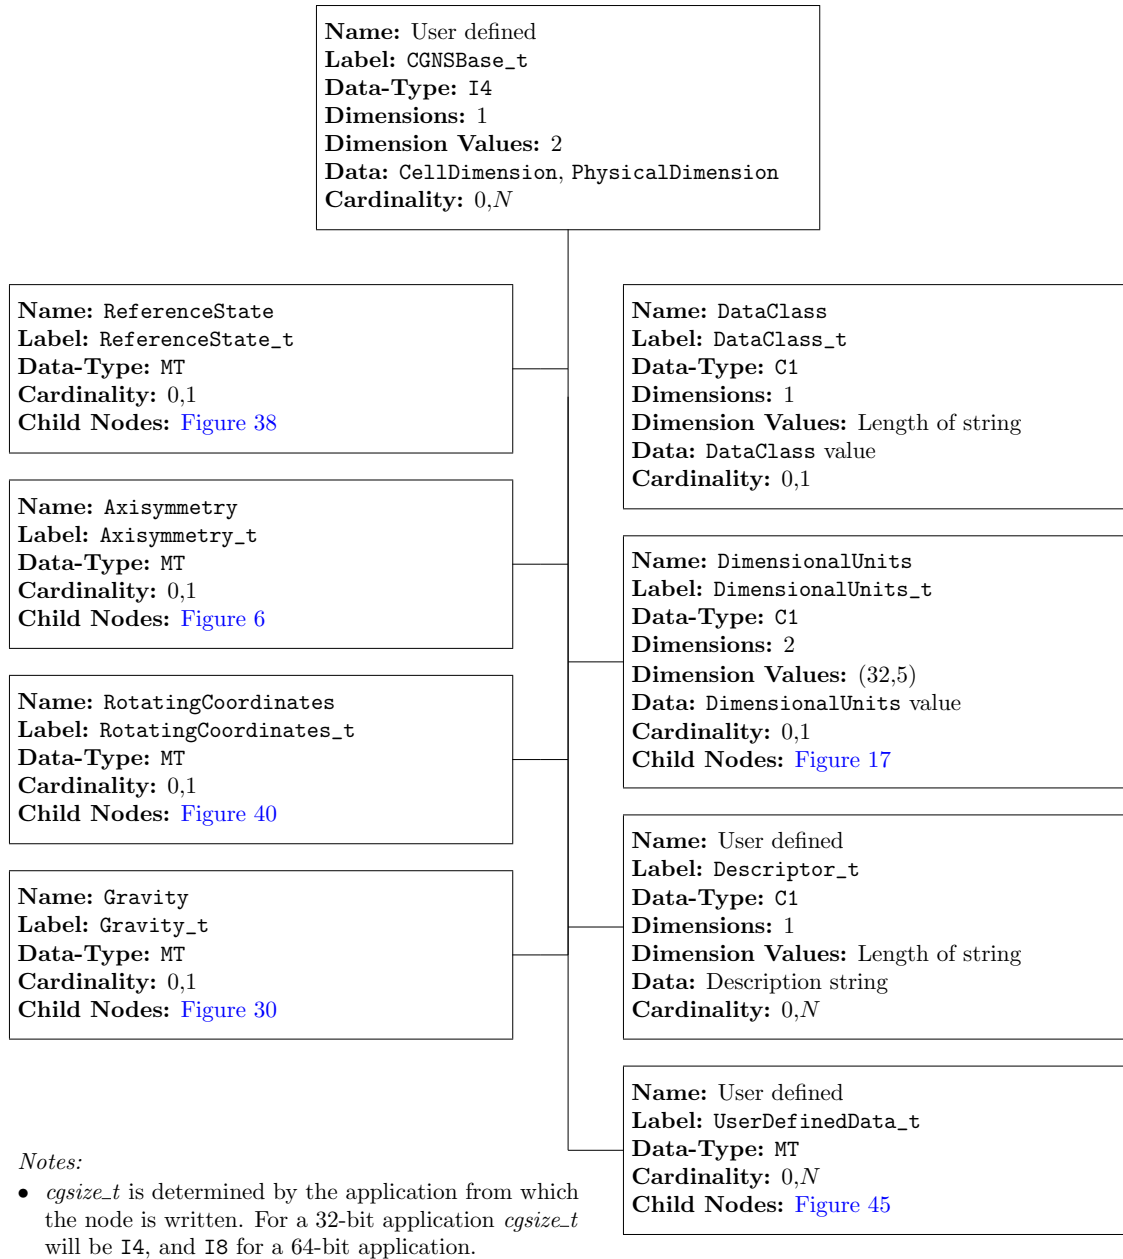 Name: User defined
Label: CGNSBase_t
Data-Type: I4
Dimensions: 1
Dimension Values: 2
Data: CellDimension, PhysicalDimension
Cardinality: 0,N
Name: ReferenceState
Label: ReferenceState_t
Data-Type: MT
Cardinality: 0,1
Child Nodes: Figure 38
Name: Axisymmetry
Label: Axisymmetry_t
Data-Type: MT
Cardinality: 0,1
Child Nodes: Figure 6
Name: RotatingCoordinates
Label: RotatingCoordinates_t
Data-Type: MT
Cardinality: 0,1
Child Nodes: Figure 40
Name: Gravity
Label: Gravity_t
Data-Type: MT
Cardinality: 0,1
Child Nodes: Figure 30
Name: DataClass
Label: DataClass_t
Data-Type: C1
Dimensions: 1
Dimension Values: Length of string
Data: DataClass value
Cardinality: 0,1
Name: DimensionalUnits
Label: DimensionalUnits_t
Data-Type: C1
Dimensions: 2
Dimension Values: (32,5)
Data: DimensionalUnits value
Cardinality: 0,1
Child Nodes: Figure 17
Name: User defined
Label: Descriptor_t
Data-Type: C1
Dimensions: 1
Dimension Values: Length of string
Data: Description string
Cardinality: 0,N
Name: User defined
Label: UserDefinedData_t
Data-Type: MT
Cardinality: 0,N
Child Nodes: Figure 45
Notes:
• cgsize_t is determined by the application from which
the node is written. For a 32-bit application cgsize_t
will be I4, and I8 for a 64-bit application.